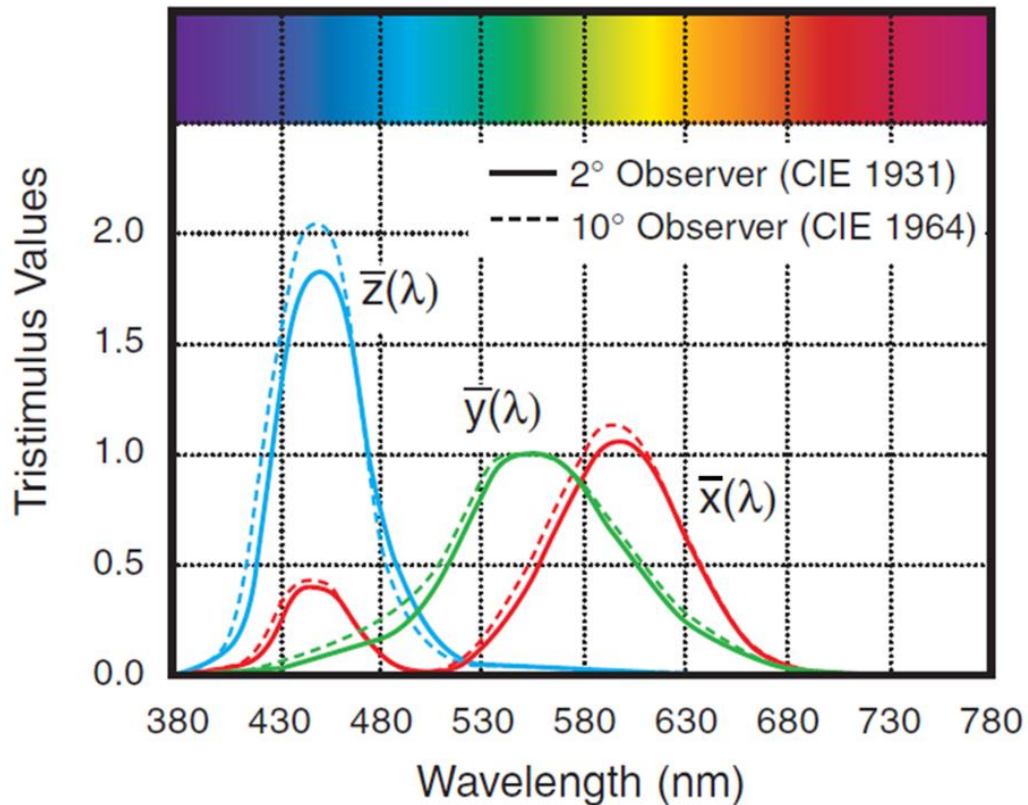 2° Observer (CIE 1931)
10° Observer (CIE 1964)
Tristimulus Values
2.0
1.5
1.0
0.5
0.0
z̅(λ)
y̅(λ)
x̅(λ)
380 430 480 530 580 630 680 730 780
Wavelength (nm)